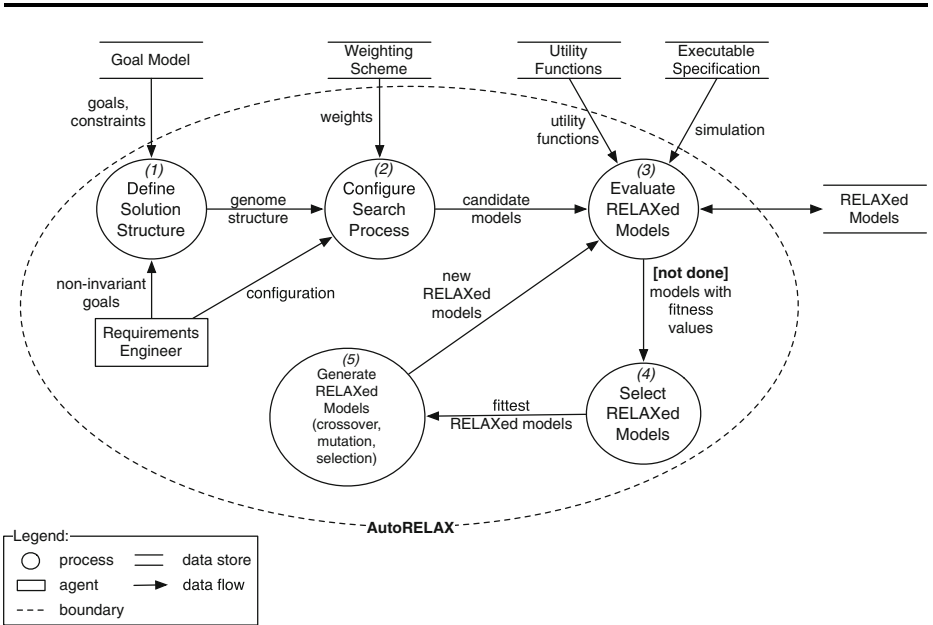 Goal Model
Weighting
Scheme
Utility
Functions
Executable
Specification
goals,
constraints
weights
utility
functions
simulation
(1)
Define
Solution
Structure
genome
structure
(2)
Configure
Search
Process
candidate
models
(3)
Evaluate
RELAXed
Models
RELAXed
Models
non-invariant
goals
configuration
new
RELAXed
models
[not done]
models with
fitness
values
Requirements
Engineer
(5)
Generate
RELAXed
Models
(crossover,
mutation,
selection)
fittest
RELAXed models
(4)
Select
RELAXed
Models
AutoRELAX
Legend:
process
data store
agent
data flow
boundary